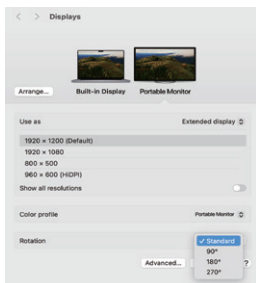 Displays
Arrange...
Built-in Display
Portable Monitor
Use as
Extended display
1920 × 1200 (Default)
1920 × 1080
800 × 500
960 × 600 (HiDPI)
Show all resolutions
Color profile
Portable Monitor
Rotation
✓ Standard
90°
180°
270°
Advanced...
?